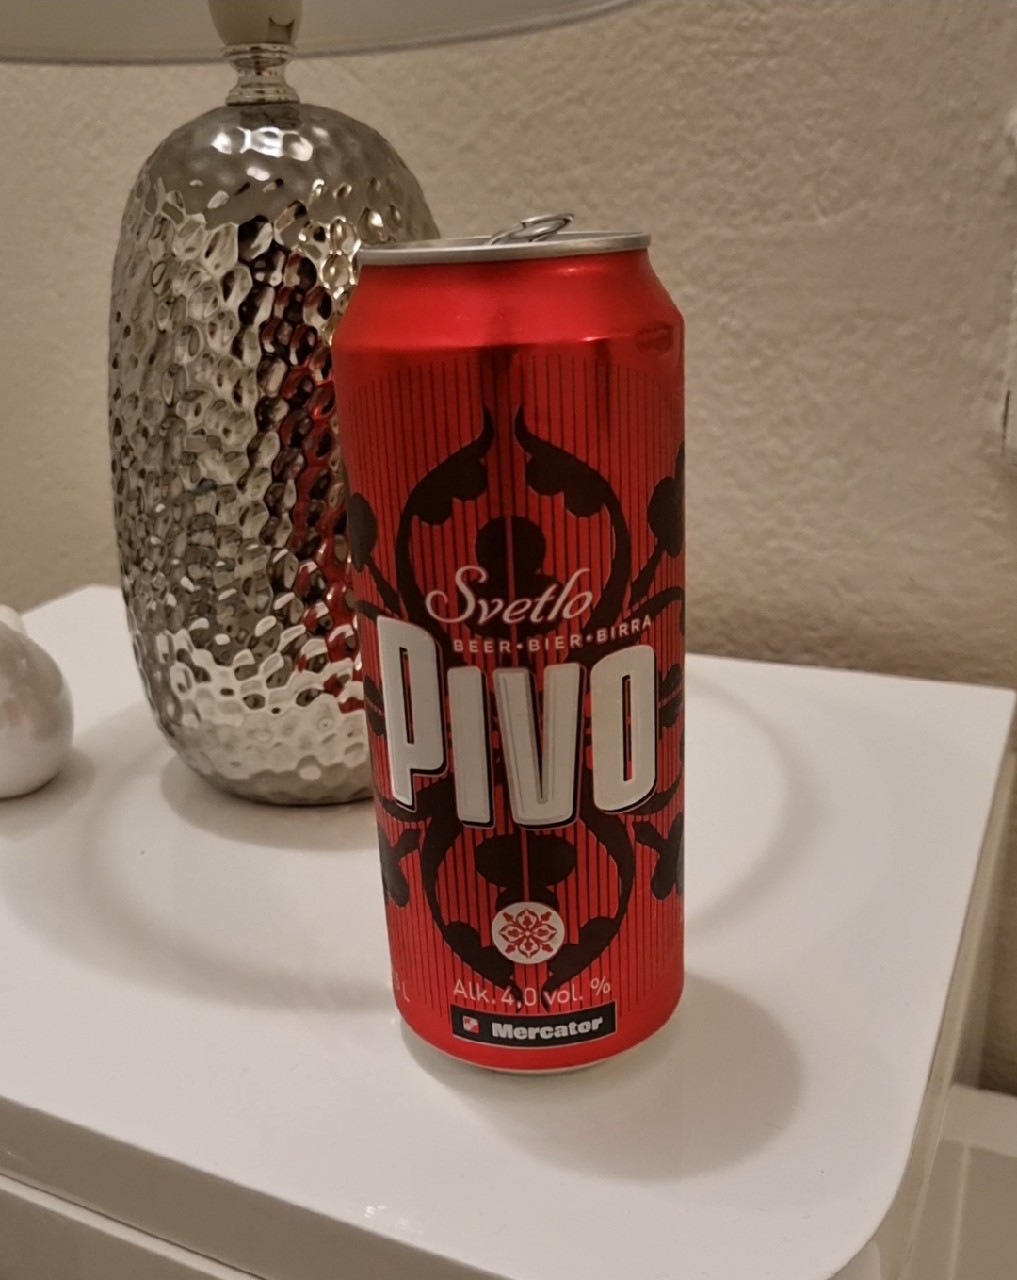 Svetlo
BEER•BIER•BIRRA
PIVO
Alk. 4,0 vol. %
Mercator